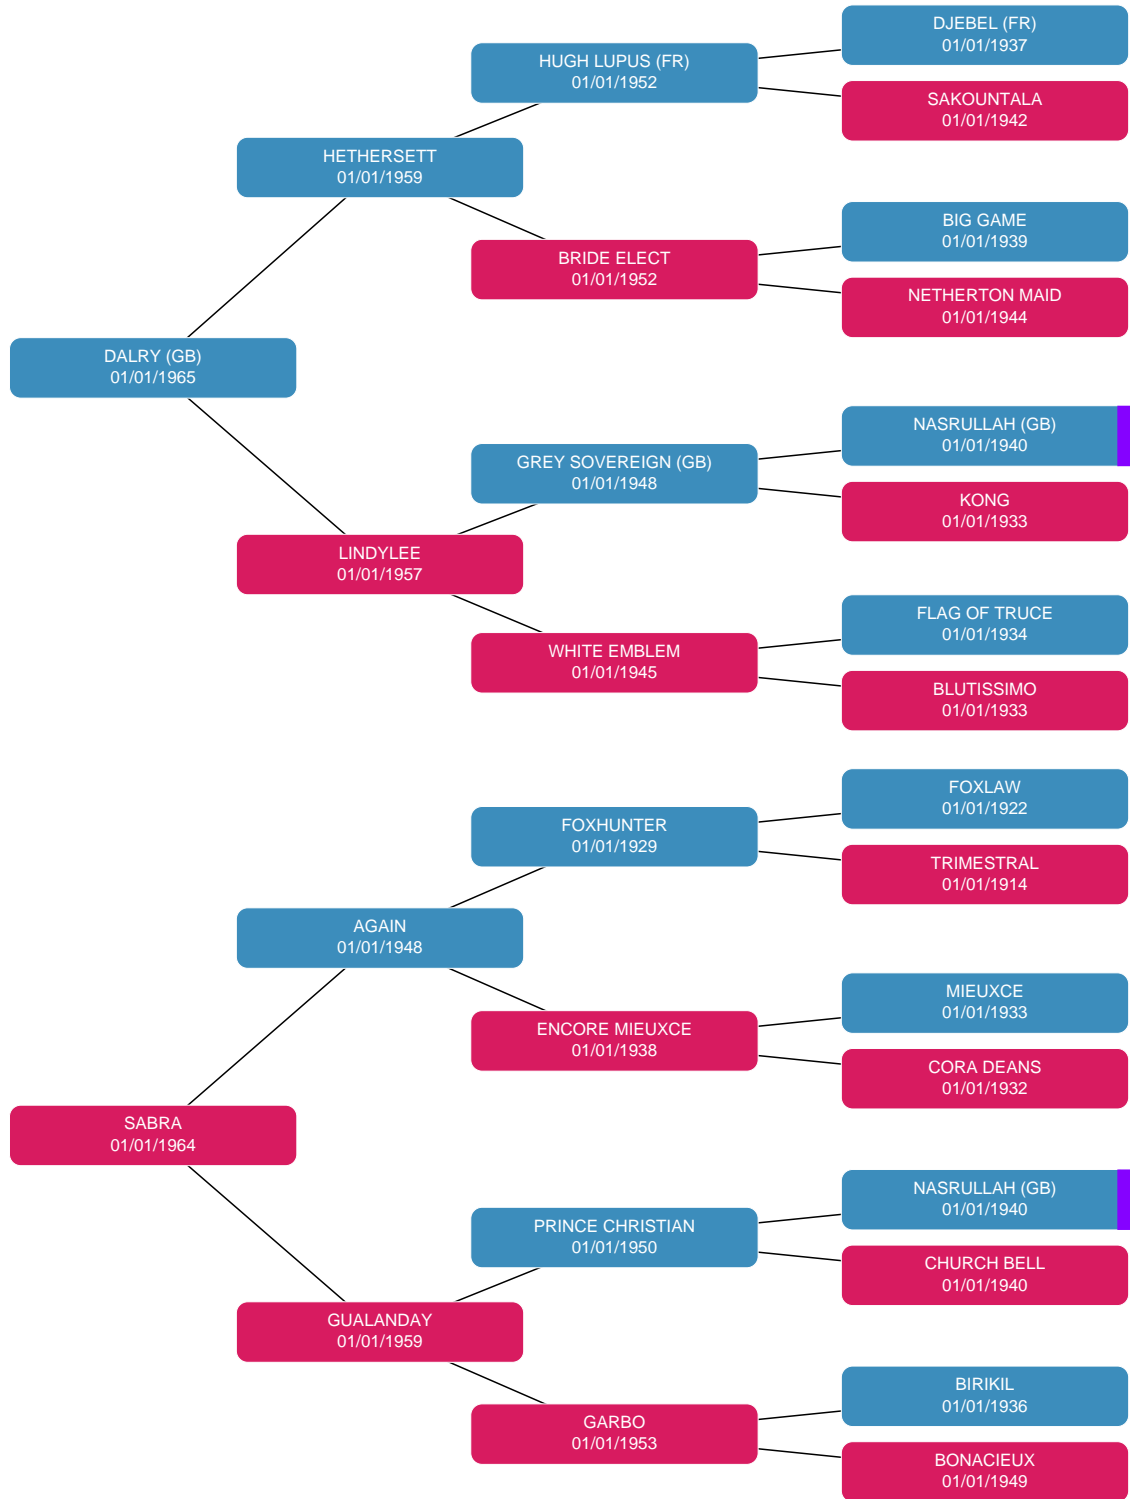 DJEBEL (FR)
01/01/1937
HUGH LUPUS (FR)
01/01/1952
SAKOUNTALA
01/01/1942
HETHERSETT
01/01/1959
BIG GAME
01/01/1939
BRIDE ELECT
01/01/1952
NETHERTON MAID
01/01/1944
DALRY (GB)
01/01/1965
NASRULLAH (GB)
01/01/1940
GREY SOVEREIGN (GB)
01/01/1948
KONG
01/01/1933
LINDYLEE
01/01/1957
FLAG OF TRUCE
01/01/1934
WHITE EMBLEM
01/01/1945
BLUTISSIMO
01/01/1933
FOXLAW
01/01/1922
FOXHUNTER
01/01/1929
TRIMESTRAL
01/01/1914
AGAIN
01/01/1948
MIEUXCE
01/01/1933
ENCORE MIEUXCE
01/01/1938
CORA DEANS
01/01/1932
SABRA
01/01/1964
NASRULLAH (GB)
01/01/1940
PRINCE CHRISTIAN
01/01/1950
CHURCH BELL
01/01/1940
GUALANDAY
01/01/1959
BIRIKIL
01/01/1936
GARBO
01/01/1953
BONACIEUX
01/01/1949